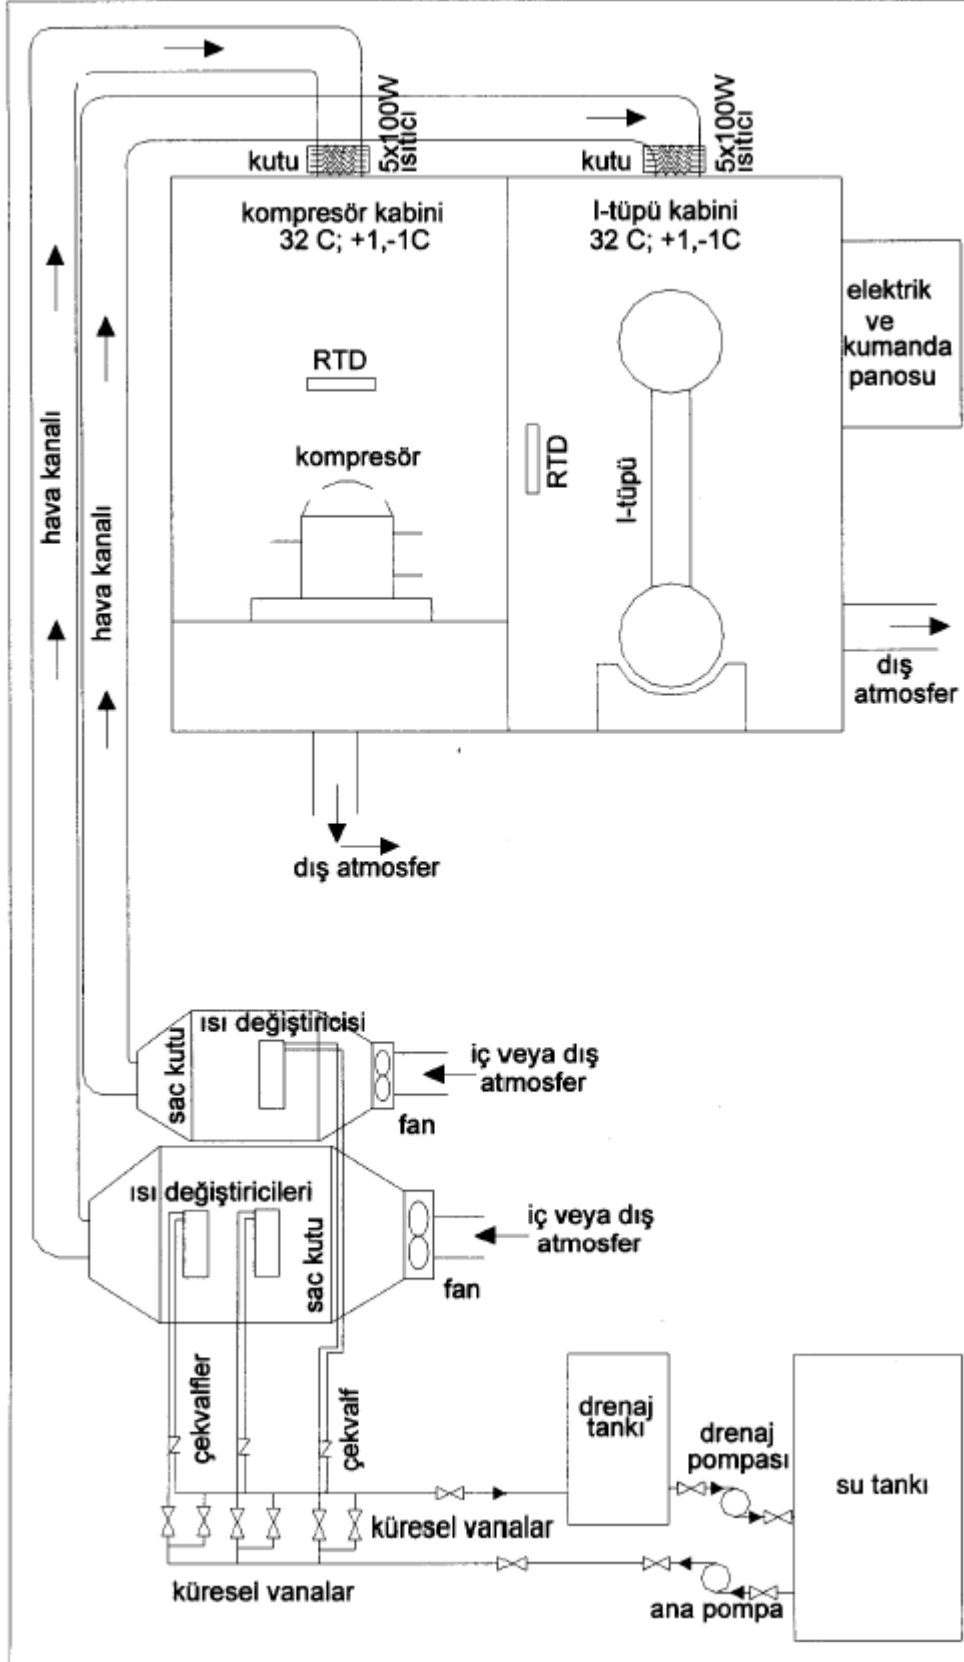 5x100W
ısıtıcı
kutu
5x100W
ısıtıcı
kutu
kompresör kabini
32 C; +1,-1C
I-tüpü kabini
32 C; +1,-1C
elektrik
ve
kumanda
panosu
RTD
RTD
kompresör
I-tüpü
hava kanalı
hava kanalı
dış
atmosfer
dış atmosfer
ısı değiştiricisi
sac kutu
iç veya dış
atmosfer
fan
ısı değiştiricileri
sac kutu
iç veya dış
atmosfer
fan
çekvalfler
çekvalf
drenaj
tankı
drenaj
pompası
su tankı
küresel vanalar
küresel vanalar
ana pompa